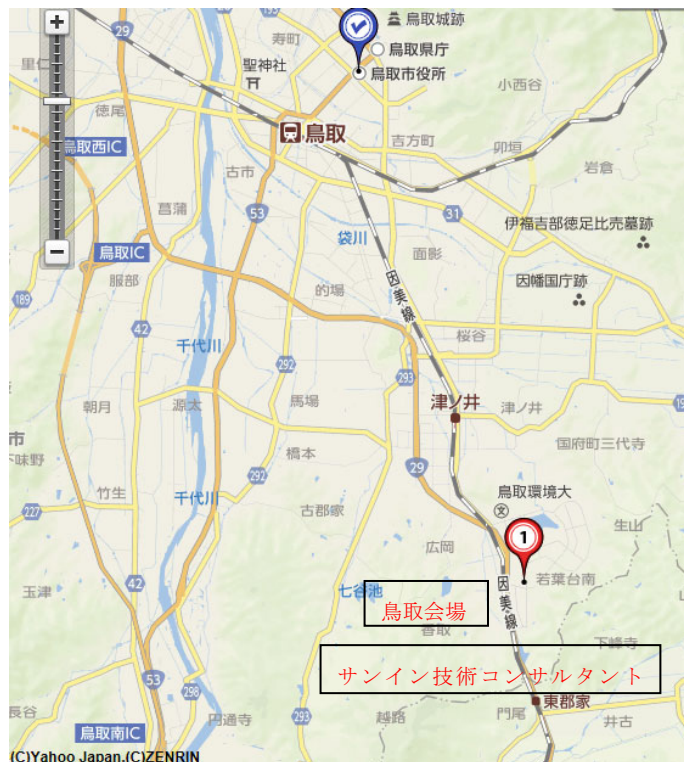 鳥取城跡
29
寿町
鳥取県庁
里仁
聖神社
鳥取市役所
小西谷
徳尾
鳥取
鳥取西IC
吉方町
卯垣
古市
岩倉
菖蒲
53
31
袋川
伊福吉部徳足比売墓跡
鳥取IC
面影
服部
因美線
因幡国庁跡
的場
189
42
桜谷
千代川
292
293
朝月
源太
馬場
津ノ井
津ノ井
市
橋本
国府町三代寺
下味野
29
292
竹生
鳥取環境大
千代川
文
227
古郡家
生山
広岡
1
42
七谷池
因美線
若葉台南
玉津
鳥取会場
香取
下峰寺
サンイン技術コンサルタント
53
298
長谷
円通寺
293
越路
門尾
東郡家
鳥取南IC
井古
(C)Yahoo Japan,(C)ZENRIN